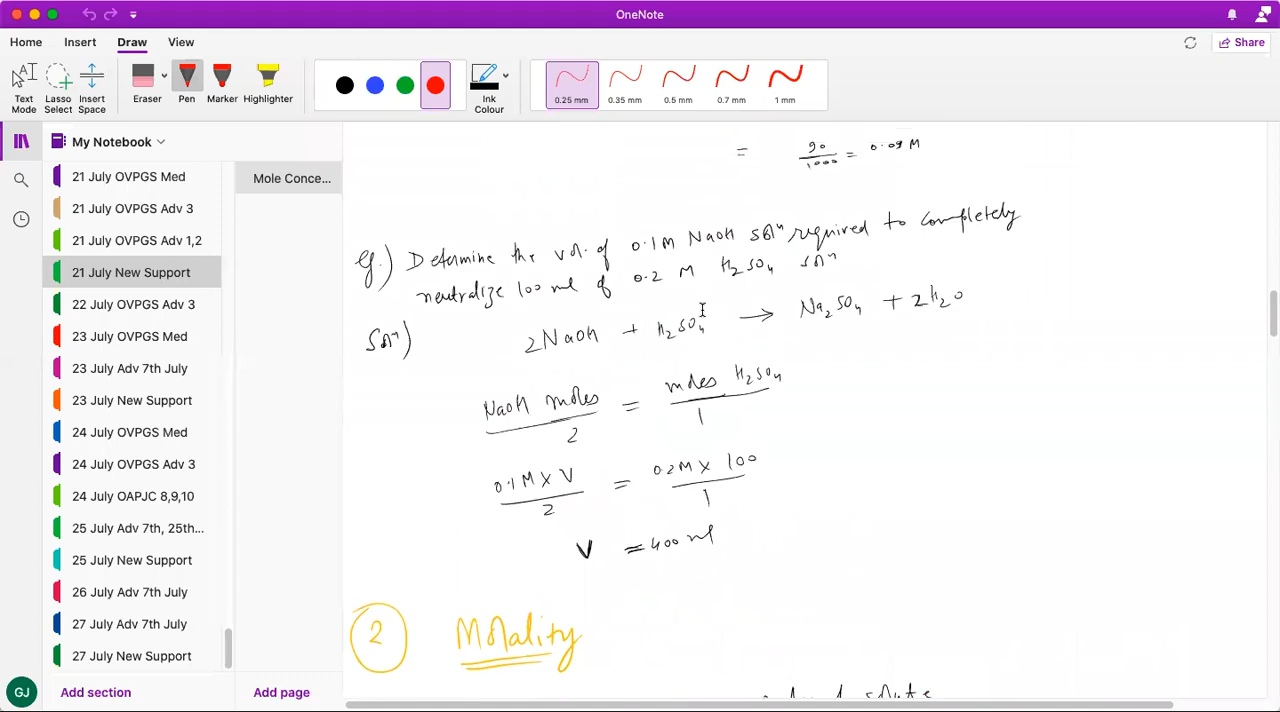 OneNote
Home Insert Draw View
Share
Text Mode
Lasso Select
Insert Space
Eraser
Pen
Marker
Highlighter
Ink Colour
0.25 mm
0.35 mm
0.5 mm
0.7 mm
1 mm
My Notebook
21 July OVPGS Med
21 July OVPGS Adv 3
21 July OVPGS Adv 1,2
21 July New Support
22 July OVPGS Adv 3
23 July OVPGS Med
23 July Adv 7th July
23 July New Support
24 July OVPGS Med
24 July OVPGS Adv 3
24 July OAPJC 8,9,10
25 July Adv 7th, 25th...
25 July New Support
26 July Adv 7th July
27 July Adv 7th July
27 July New Support
GJ
Add section
Mole Conce...
Add page
= 90/1000 = 0.09 M
eg.) Determine the vol. of 0.1M NaOH solⁿ required to completely
neutralize 100 ml of 0.2 M H₂SO₄ solⁿ
Solⁿ) 2NaOH + H₂SO₄ → Na₂SO₄ + 2H₂O
NaOH moles/2 = moles H₂SO₄/1
0.1M x V/2 = 0.2M x 100/1
V = 400 ml
2 Molality
solute